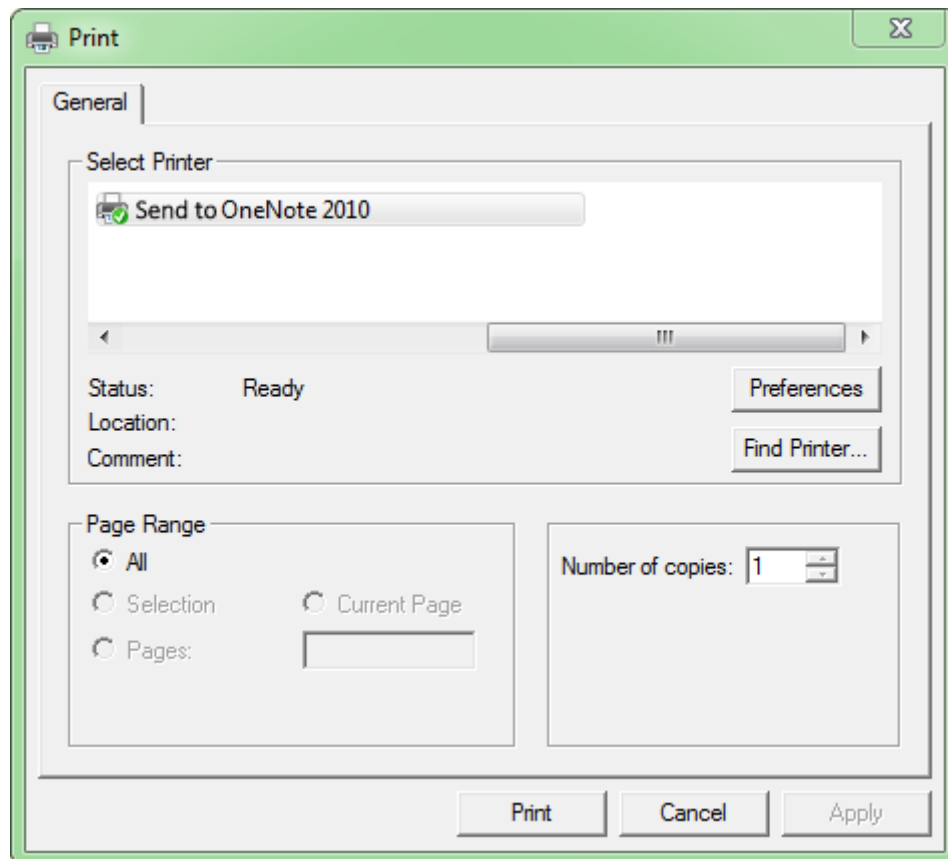 Print
General
Select Printer
Send to OneNote 2010
Status: Ready
Preferences
Location:
Comment:
Find Printer...
Page Range
All
Number of copies: 1
Selection Current Page
Pages:
Print Cancel Apply